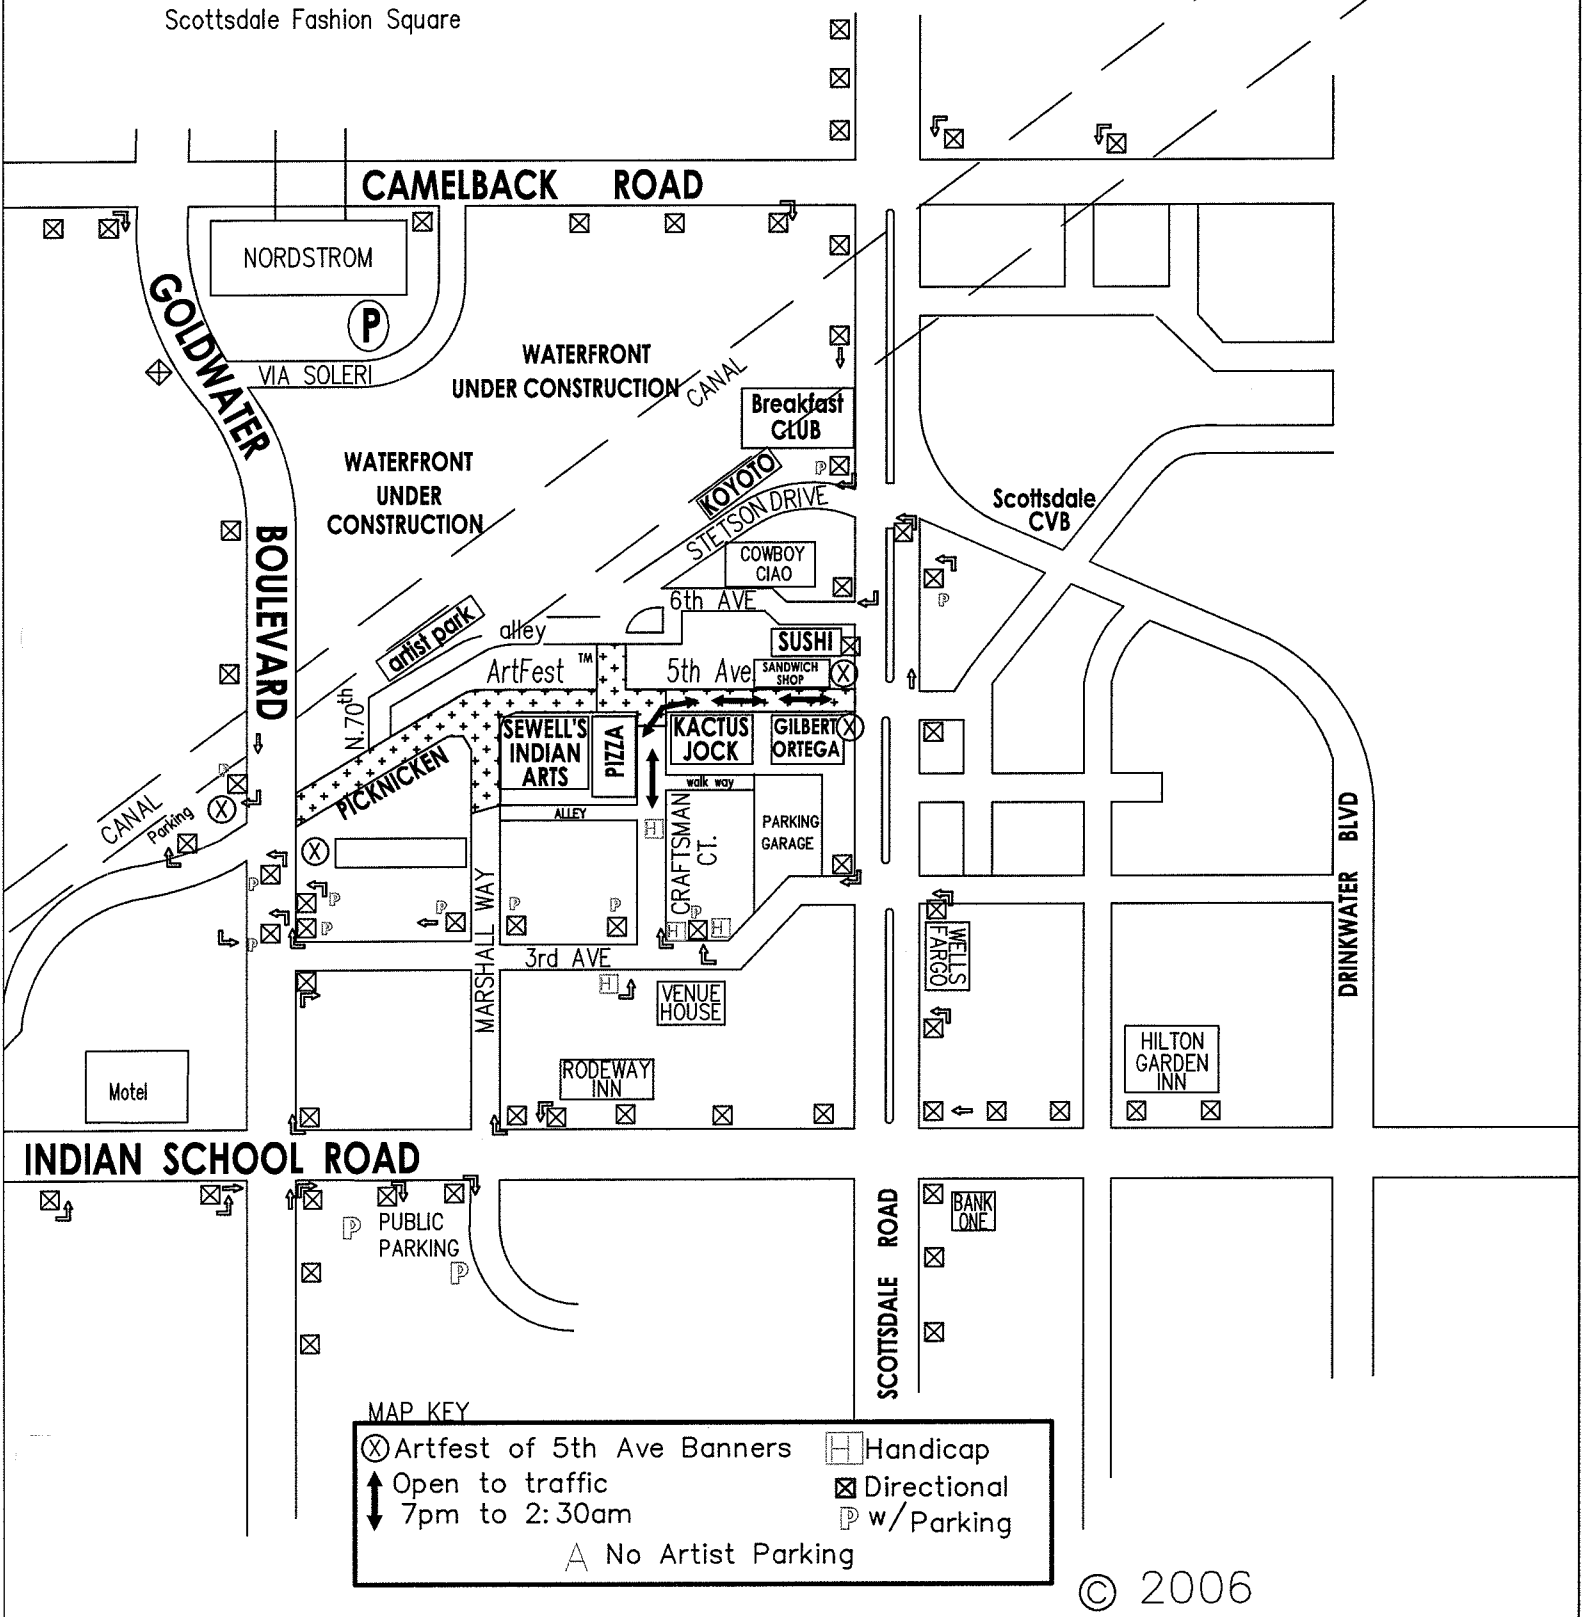 Scottsdale Fashion Square
CAMELBACK ROAD
NORDSTROM
P
GOLDWATER
BOULEVARD
VIA SOLERI
WATERFRONT
UNDER CONSTRUCTION
CANAL
Breakfast
CLUB
WATERFRONT
UNDER
CONSTRUCTION
KOYOTO
P
STETSON DRIVE
Scottsdale
CVB
COWBOY
CIAO
P
6th AVE
artist park
alley
SUSHI
ArtFest ™
5th Ave
SANDWICH
SHOP
N.70th
SEWELL'S
INDIAN
ARTS
PIZZA
KACTUS
JOCK
GILBERT
ORTEGA
PICKNICKEN
walk way
P
CANAL
Parking
ALLEY
H
CRAFTSMAN
CT.
PARKING
GARAGE
DRINKWATER BLVD
MARSHALL WAY
P
P
P
P
P
P
P
P
H
H
3rd AVE
WELLS
FARGO
H
VENUE
HOUSE
Motel
RODEWAY
INN
HILTON
GARDEN
INN
INDIAN SCHOOL ROAD
P
PUBLIC
PARKING
P
SCOTTSDALE ROAD
BANK
ONE
MAP KEY
X Artfest of 5th Ave Banners
H Handicap
Open to traffic
7pm to 2:30am
Directional
P w/Parking
A No Artist Parking
© 2006